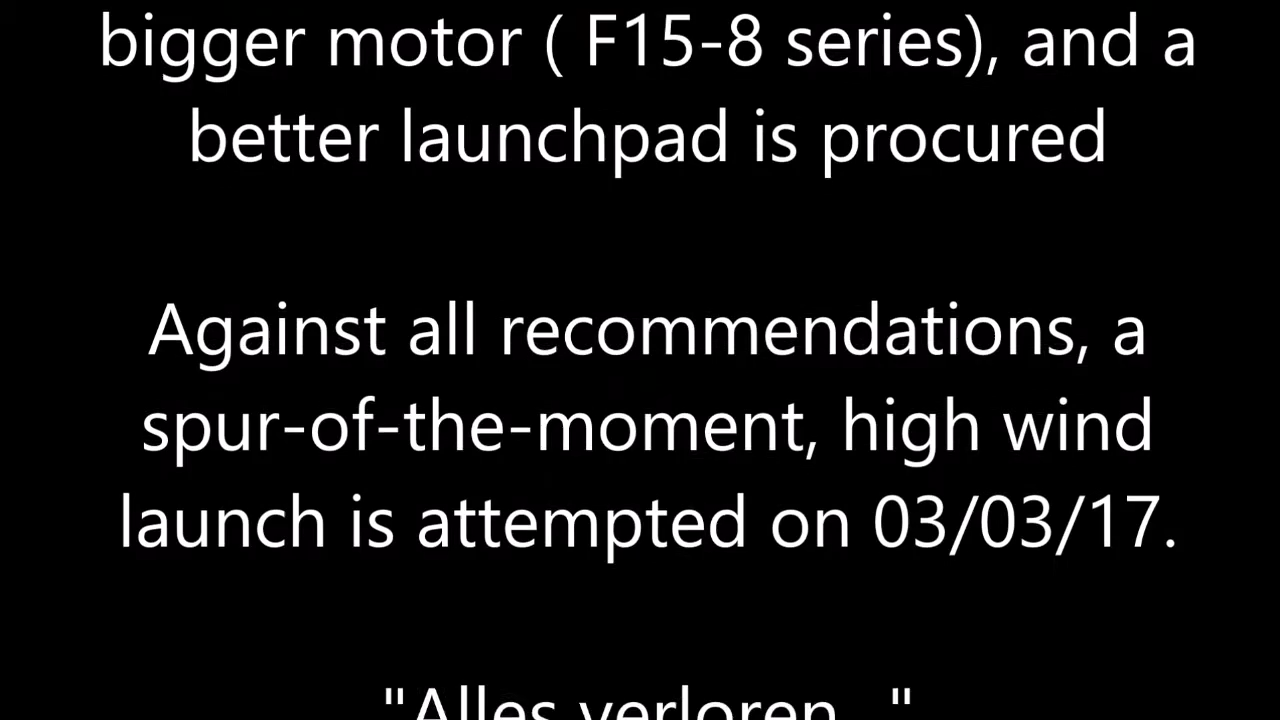 bigger motor ( F15-8 series), and a
better launchpad is procured
Against all recommendations, a
spur-of-the-moment, high wind
launch is attempted on 03/03/17.
"Alles verloren..."